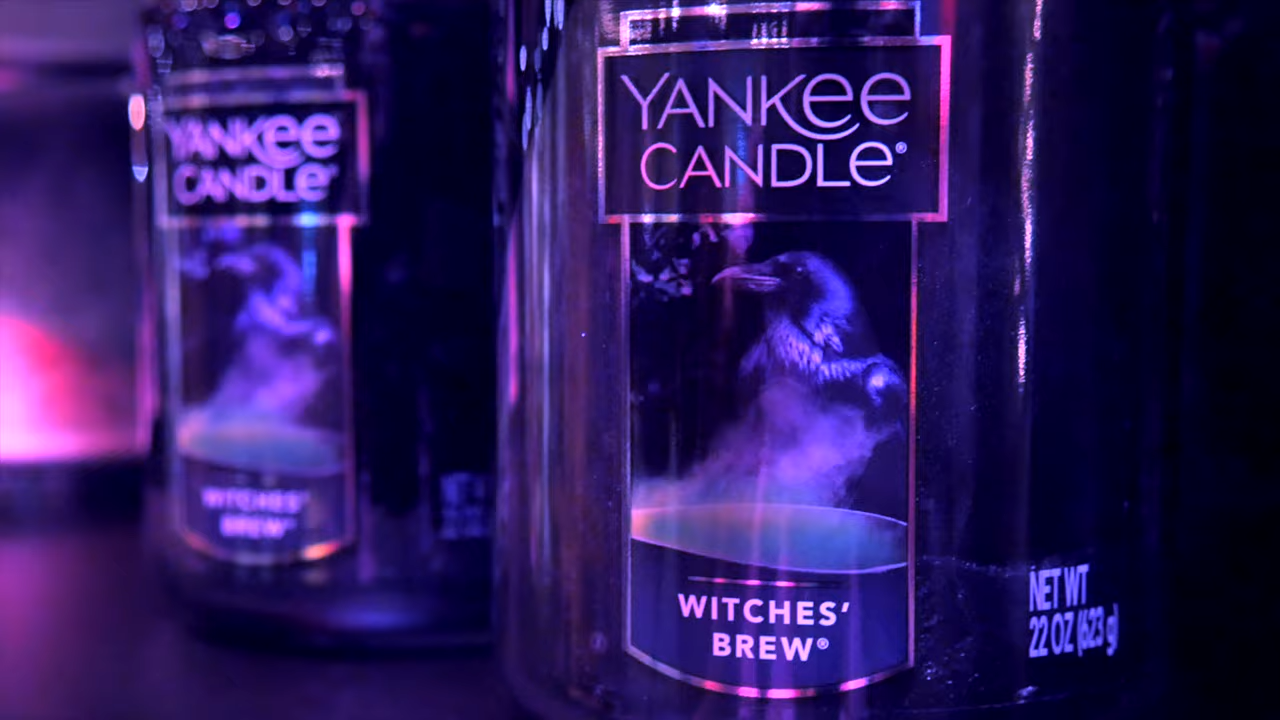 YANKEE
CANDLE®
WITCHES'
BREW®
YANKEE
CANDLE®
WITCHES'
BREW®
NET WT
22 OZ (623 g)